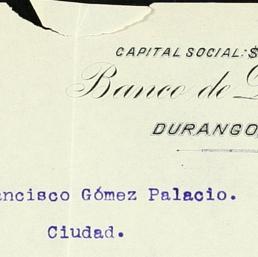 CAPITAL SOCIAL: $
Banco de
DURANGO,
ncisco Gómez Palacio.
Ciudad.